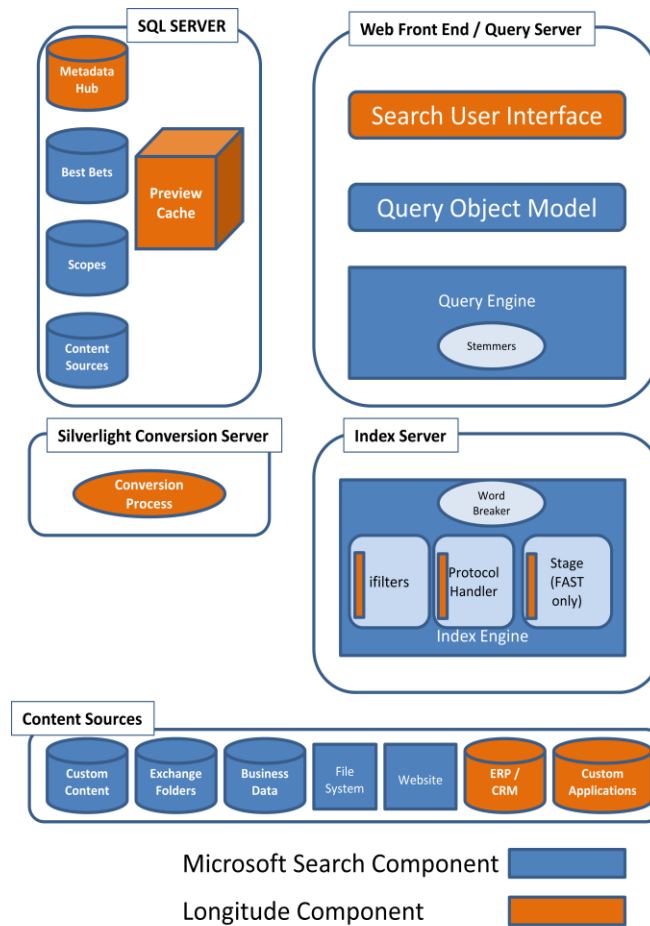 SQL SERVER
Metadata
Hub
Best Bets
Preview
Cache
Scopes
Content
Sources
Web Front End / Query Server
Search User Interface
Query Object Model
Query Engine
Stemmers
Silverlight Conversion Server
Conversion
Process
Index Server
Word
Breaker
ifilters
Protocol
Handler
Stage
(FAST
only)
Index Engine
Content Sources
Custom
Content
Exchange
Folders
Business
Data
File
System
Website
ERP /
CRM
Custom
Applications
Microsoft Search Component
Longitude Component